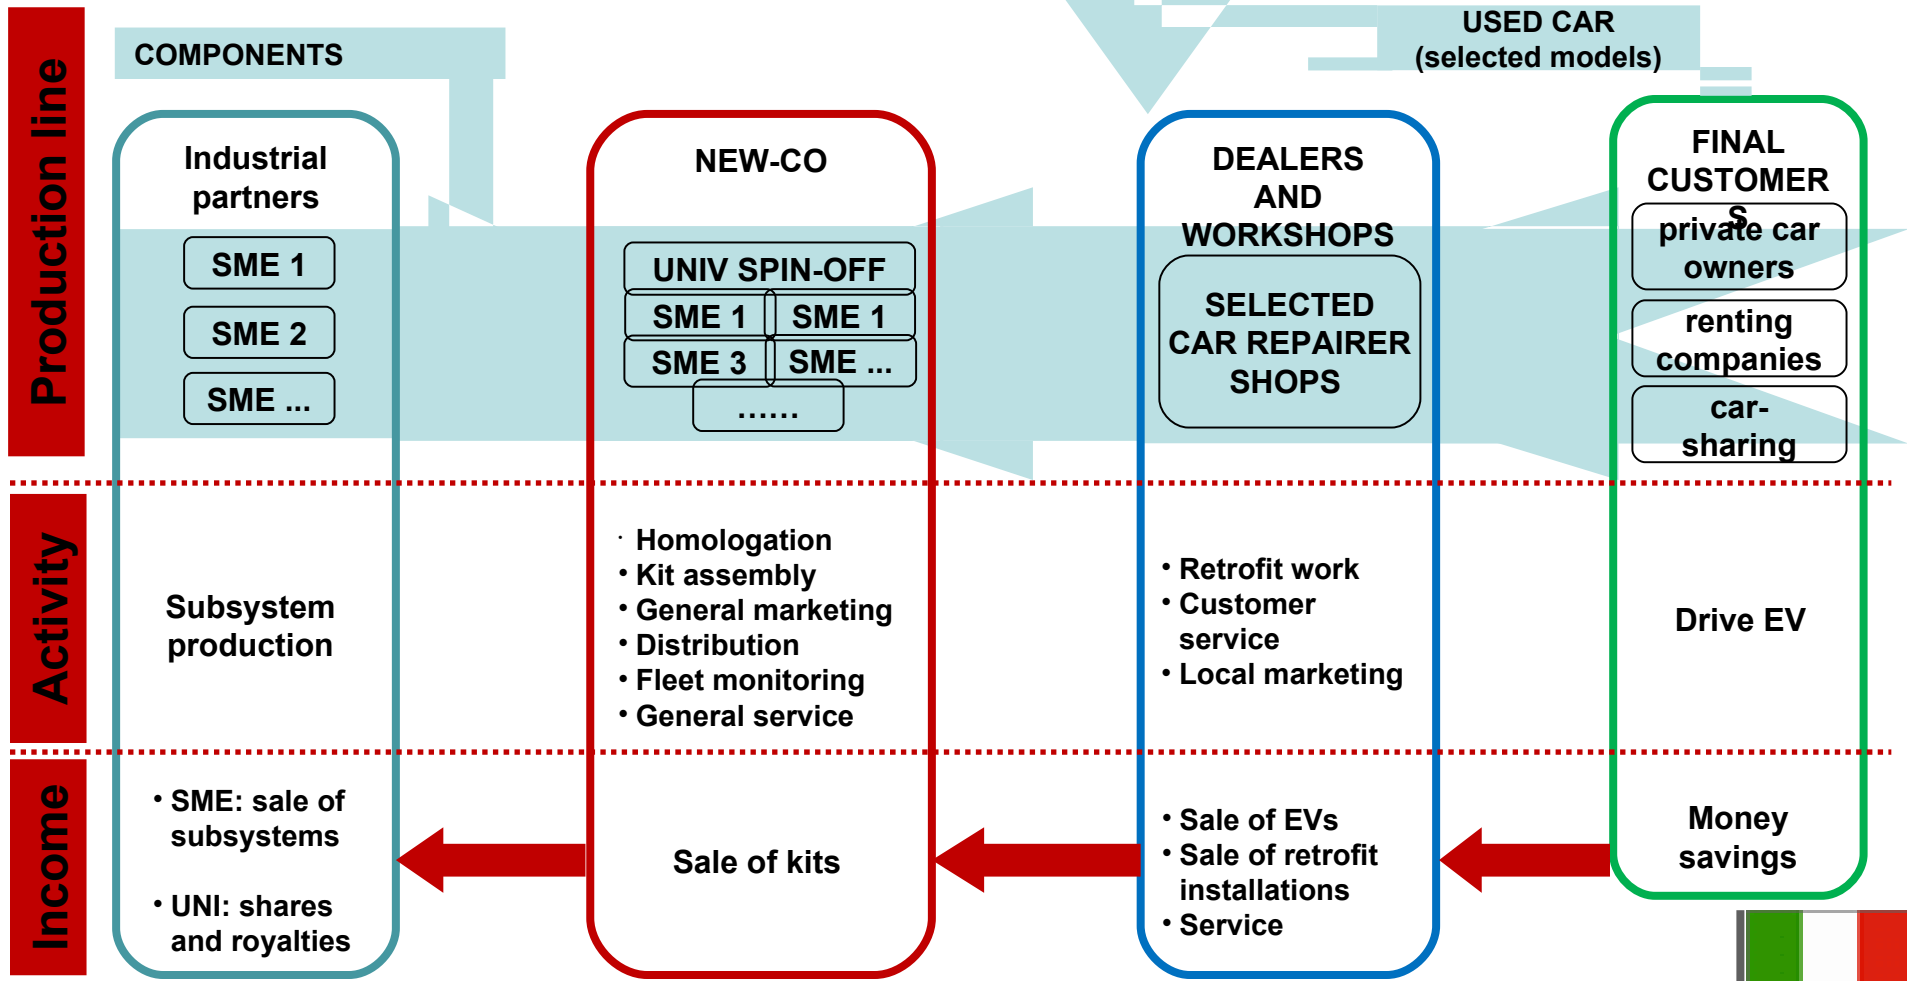 Production line
COMPONENTS
USED CAR
(selected models)
Industrial
partners
SME 1
SME 2
SME ...
NEW-CO
UNIV SPIN-OFF
SME 1
SME 1
SME 3
SME ...
......
DEALERS
AND
WORKSHOPS
SELECTED
CAR REPAIRER
SHOPS
FINAL
CUSTOMER
S
private car
owners
renting
companies
car-
sharing
Activity
Subsystem
production
· Homologation
• Kit assembly
• General marketing
• Distribution
• Fleet monitoring
• General service
• Retrofit work
• Customer
service
• Local marketing
Drive EV
Income
• SME: sale of
subsystems
• UNI: shares
and royalties
Sale of kits
• Sale of EVs
• Sale of retrofit
installations
• Service
Money
savings